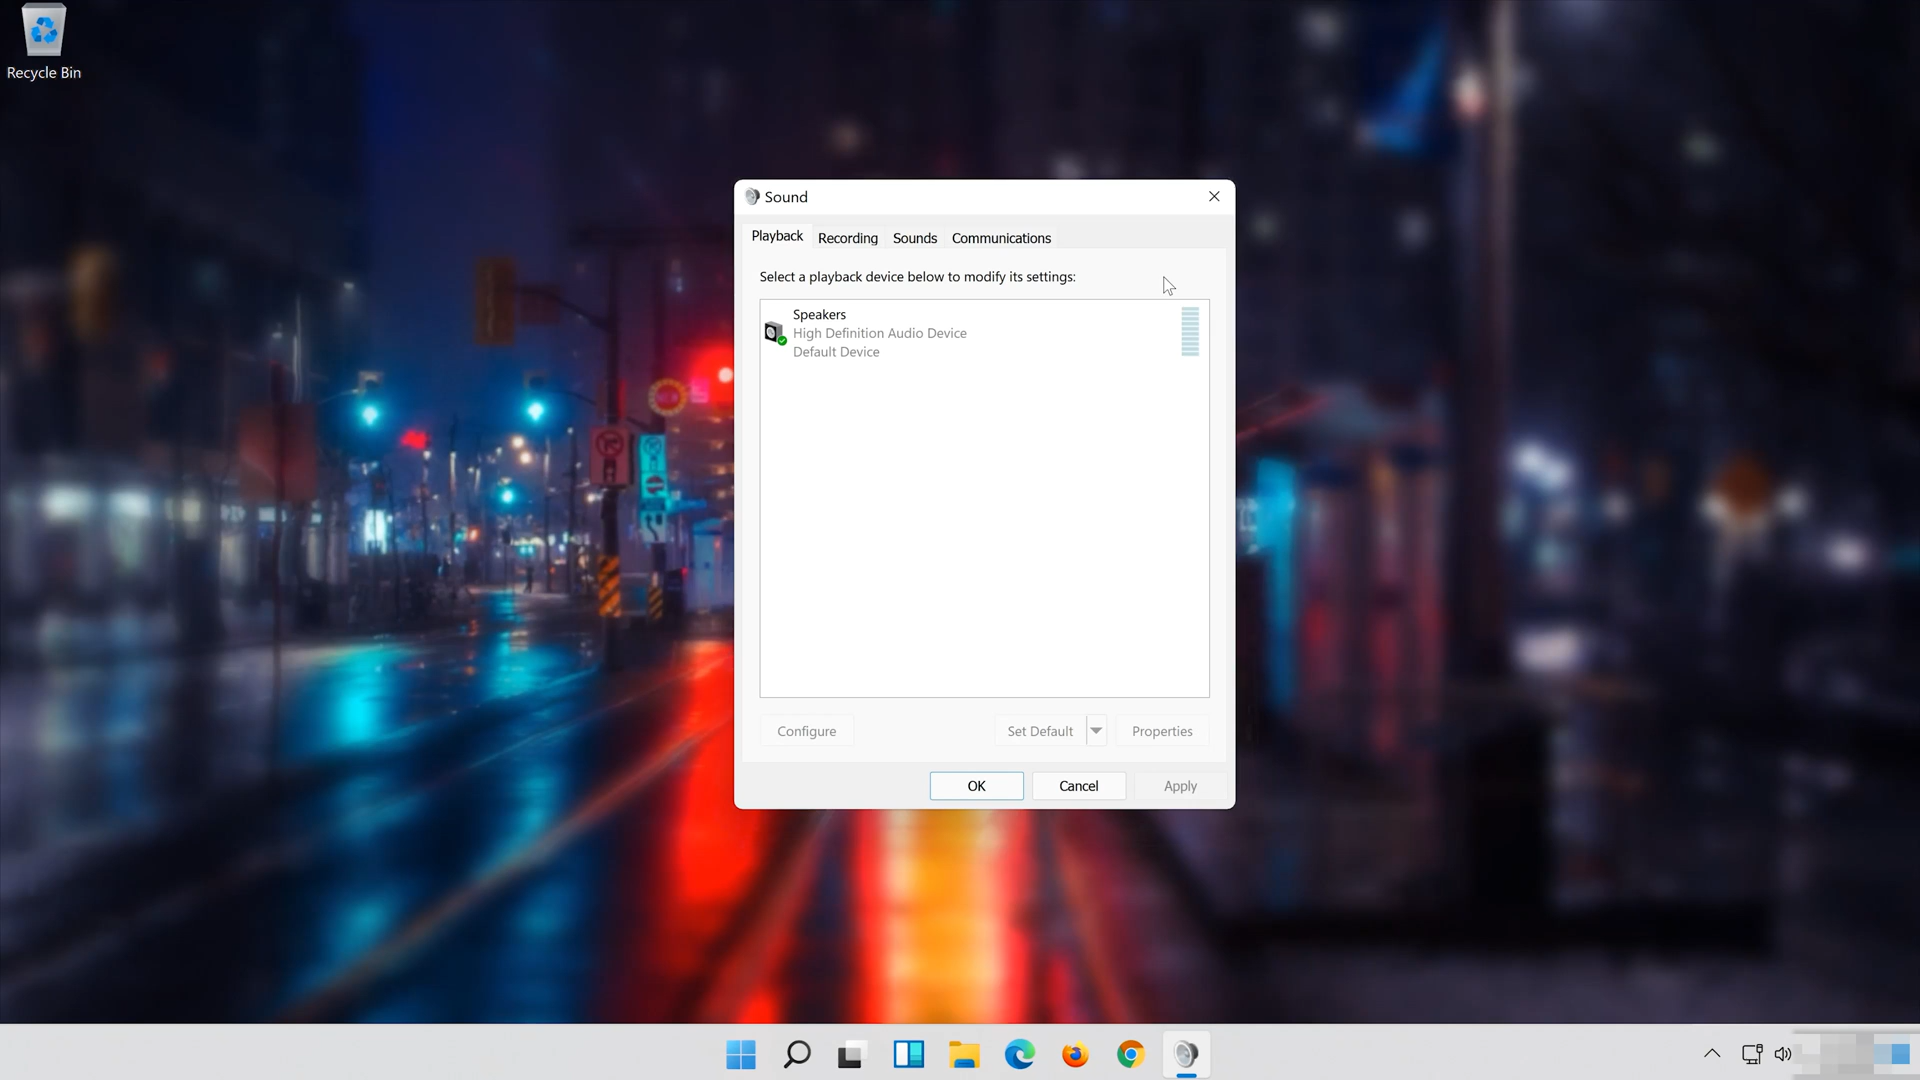 Recycle Bin
Sound
Playback
Recording
Sounds
Communications
Select a playback device below to modify its settings:
Speakers
High Definition Audio Device
Default Device
Configure
Set Default
Properties
OK
Cancel
Apply